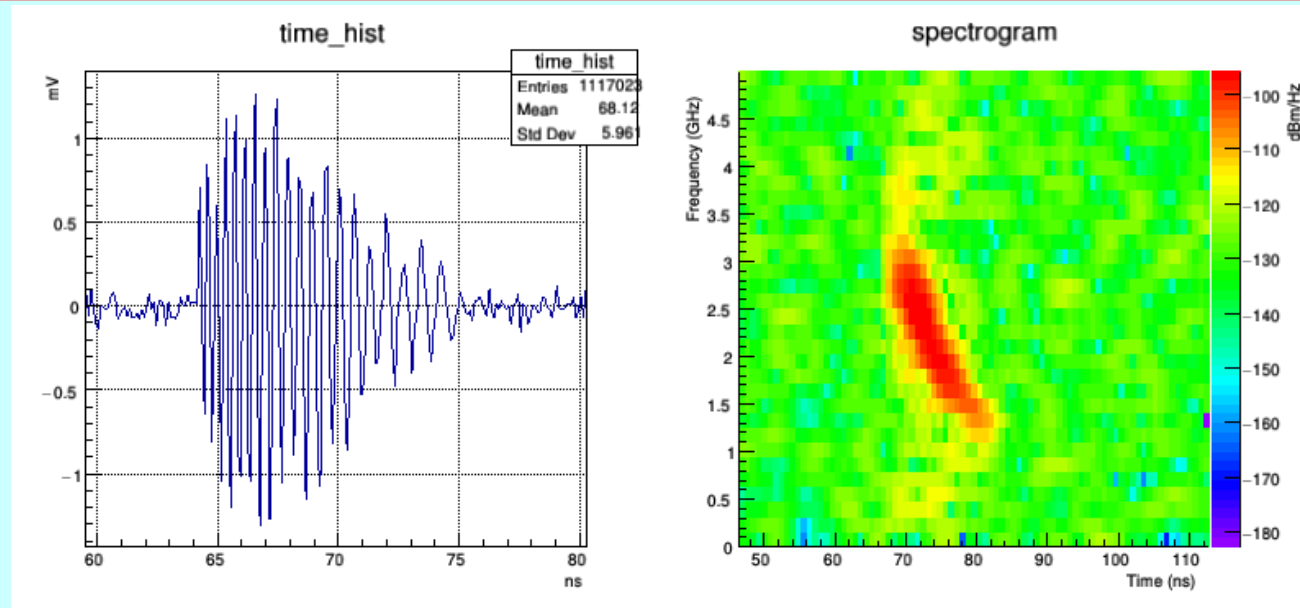 time_hist
mV
time_hist
Entries 1117023
Mean 68.12
Std Dev 5.961
1
0.5
0
−0.5
−1
60 65 70 75 80
ns
spectrogram
Frequency (GHz)
4.5
4
3.5
3
2.5
2
1.5
1
0.5
0
50 60 70 80 90 100 110
Time (ns)
dBm/Hz
−100
−110
−120
−130
−140
−150
−160
−170
−180